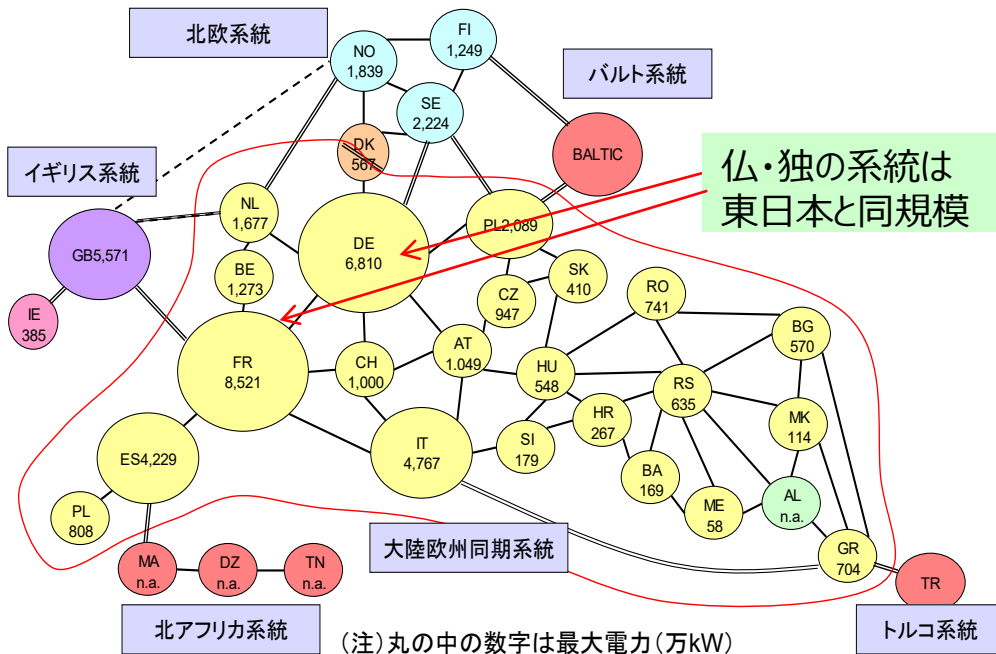 北欧系統
NO
1,839
FI
1,249
バルト系統
SE
2,224
DK
567
BALTIC
仏・独の系統は
東日本と同規模
イギリス系統
NL
1,677
DE
6,810
PL2,089
GB5,571
BE
1,273
SK
410
CZ
947
RO
741
IE
385
BG
570
FR
8,521
CH
1,000
AT
1.049
HU
548
RS
635
HR
267
MK
114
ES4,229
IT
4,767
SI
179
BA
169
PL
808
ME
58
AL
n.a.
大陸欧州同期系統
GR
704
MA
n.a.
DZ
n.a.
TN
n.a.
TR
北アフリカ系統
トルコ系統
(注)丸の中の数字は最大電力(万kW)